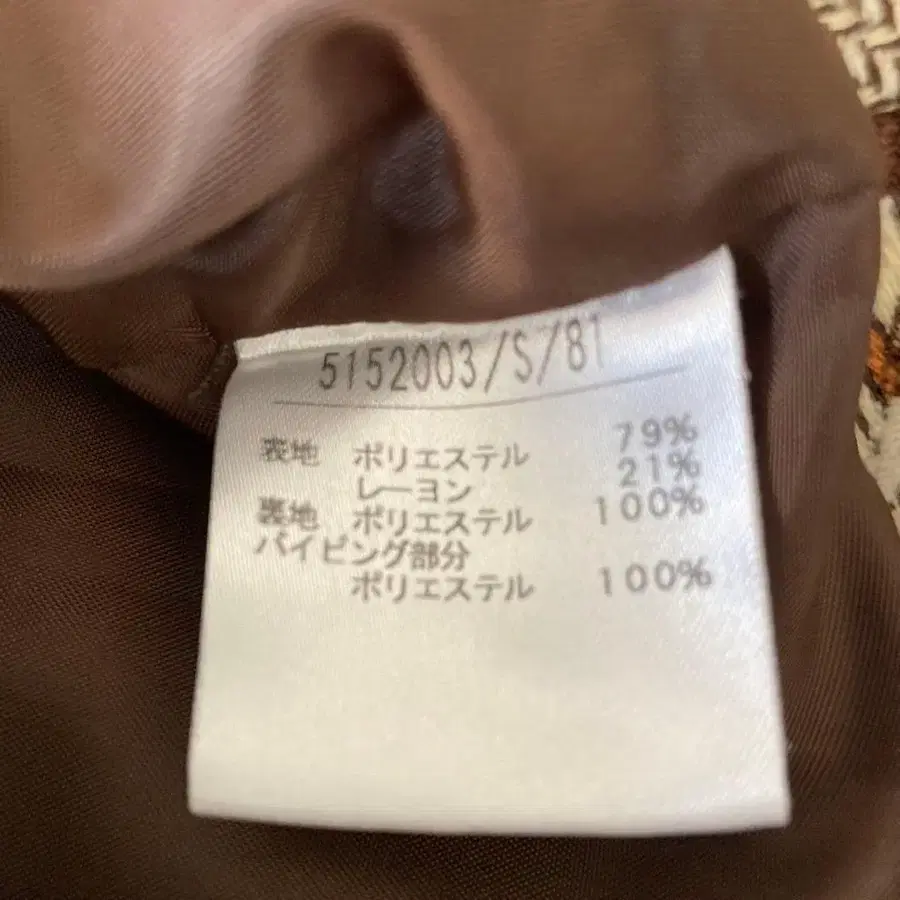 5152003/S/81
表地 ポリエステル 79%
レーヨン 21%
裏地 ポリエステル 100%
パイピング部分
ポリエステル 100%